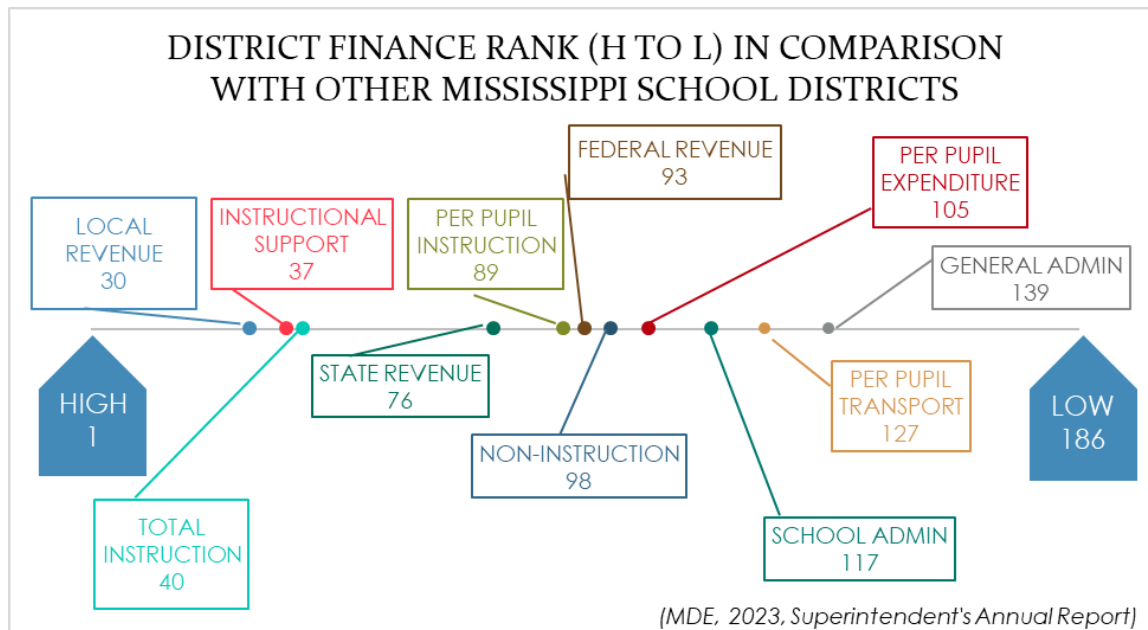 DISTRICT FINANCE RANK (H TO L) IN COMPARISON
WITH OTHER MISSISSIPPI SCHOOL DISTRICTS
LOCAL
REVENUE
30
INSTRUCTIONAL
SUPPORT
37
PER PUPIL
INSTRUCTION
89
FEDERAL REVENUE
93
PER PUPIL
EXPENDITURE
105
GENERAL ADMIN
139
HIGH
1
TOTAL
INSTRUCTION
40
STATE REVENUE
76
NON-INSTRUCTION
98
SCHOOL ADMIN
117
PER PUPIL
TRANSPORT
127
LOW
186
(MDE, 2023, Superintendent's Annual Report)